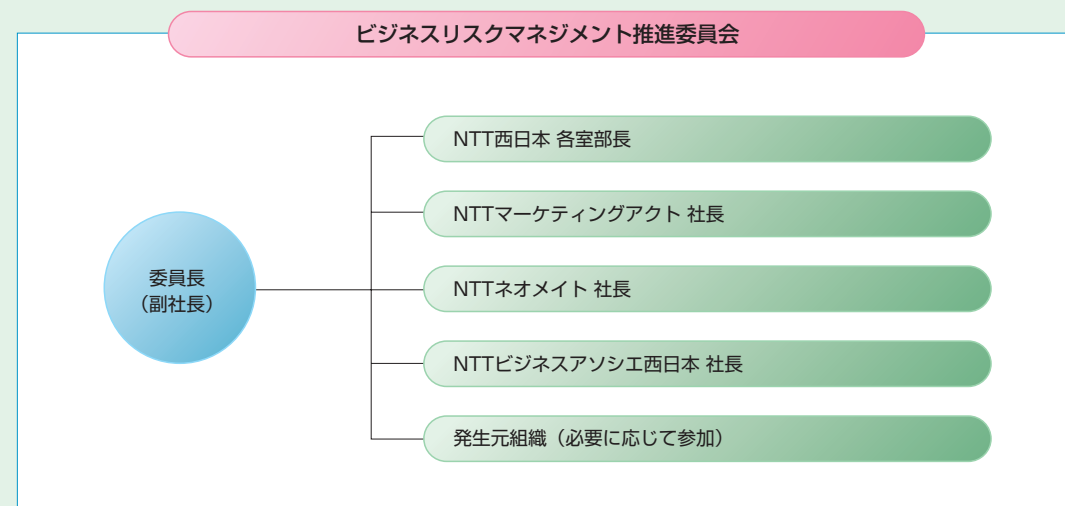 ビジネスリスクマネジメント推進委員会
委員長
（副社長）
NTT西日本 各室部長
NTTマーケティングアクト 社長
NTTネオメイト 社長
NTTビジネスアソシエ西日本 社長
発生元組織（必要に応じて参加）